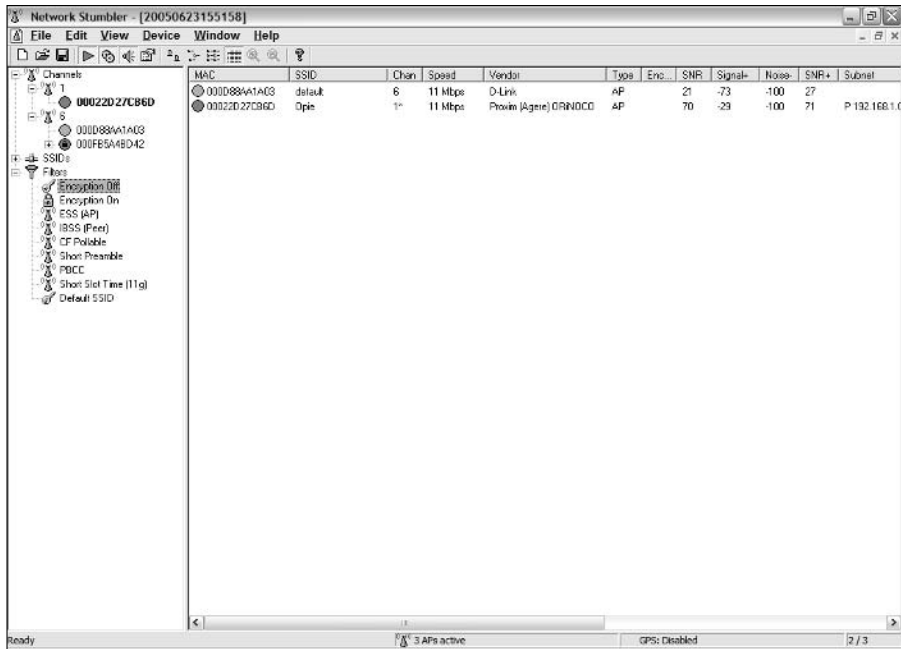 Network Stumbler - [20050623155158]
File Edit View Device Window Help
Channels
1
00022D27CB6D
6
000D88AA1A03
000FB5A4BD42
SSIDs
Filters
Encryption Off
Encryption On
ESS (AP)
IBSS (Peer)
CF Pollable
Short Preamble
PBCC
Short Slot Time (11g)
Default SSID
MAC SSID Chan Speed Vendor Type Enc... SNR Signal+ Noise- SNR+ Subnet
000D88AA1A03 default 6 11 Mbps D-Link AP 21 -73 -100 27
00022D27CB6D Opie 1* 11 Mbps Proxim (Agere) ORiNOCO AP 70 -29 -100 71 P 192.168.1.0
Ready 3 APs active GPS: Disabled 2 / 3